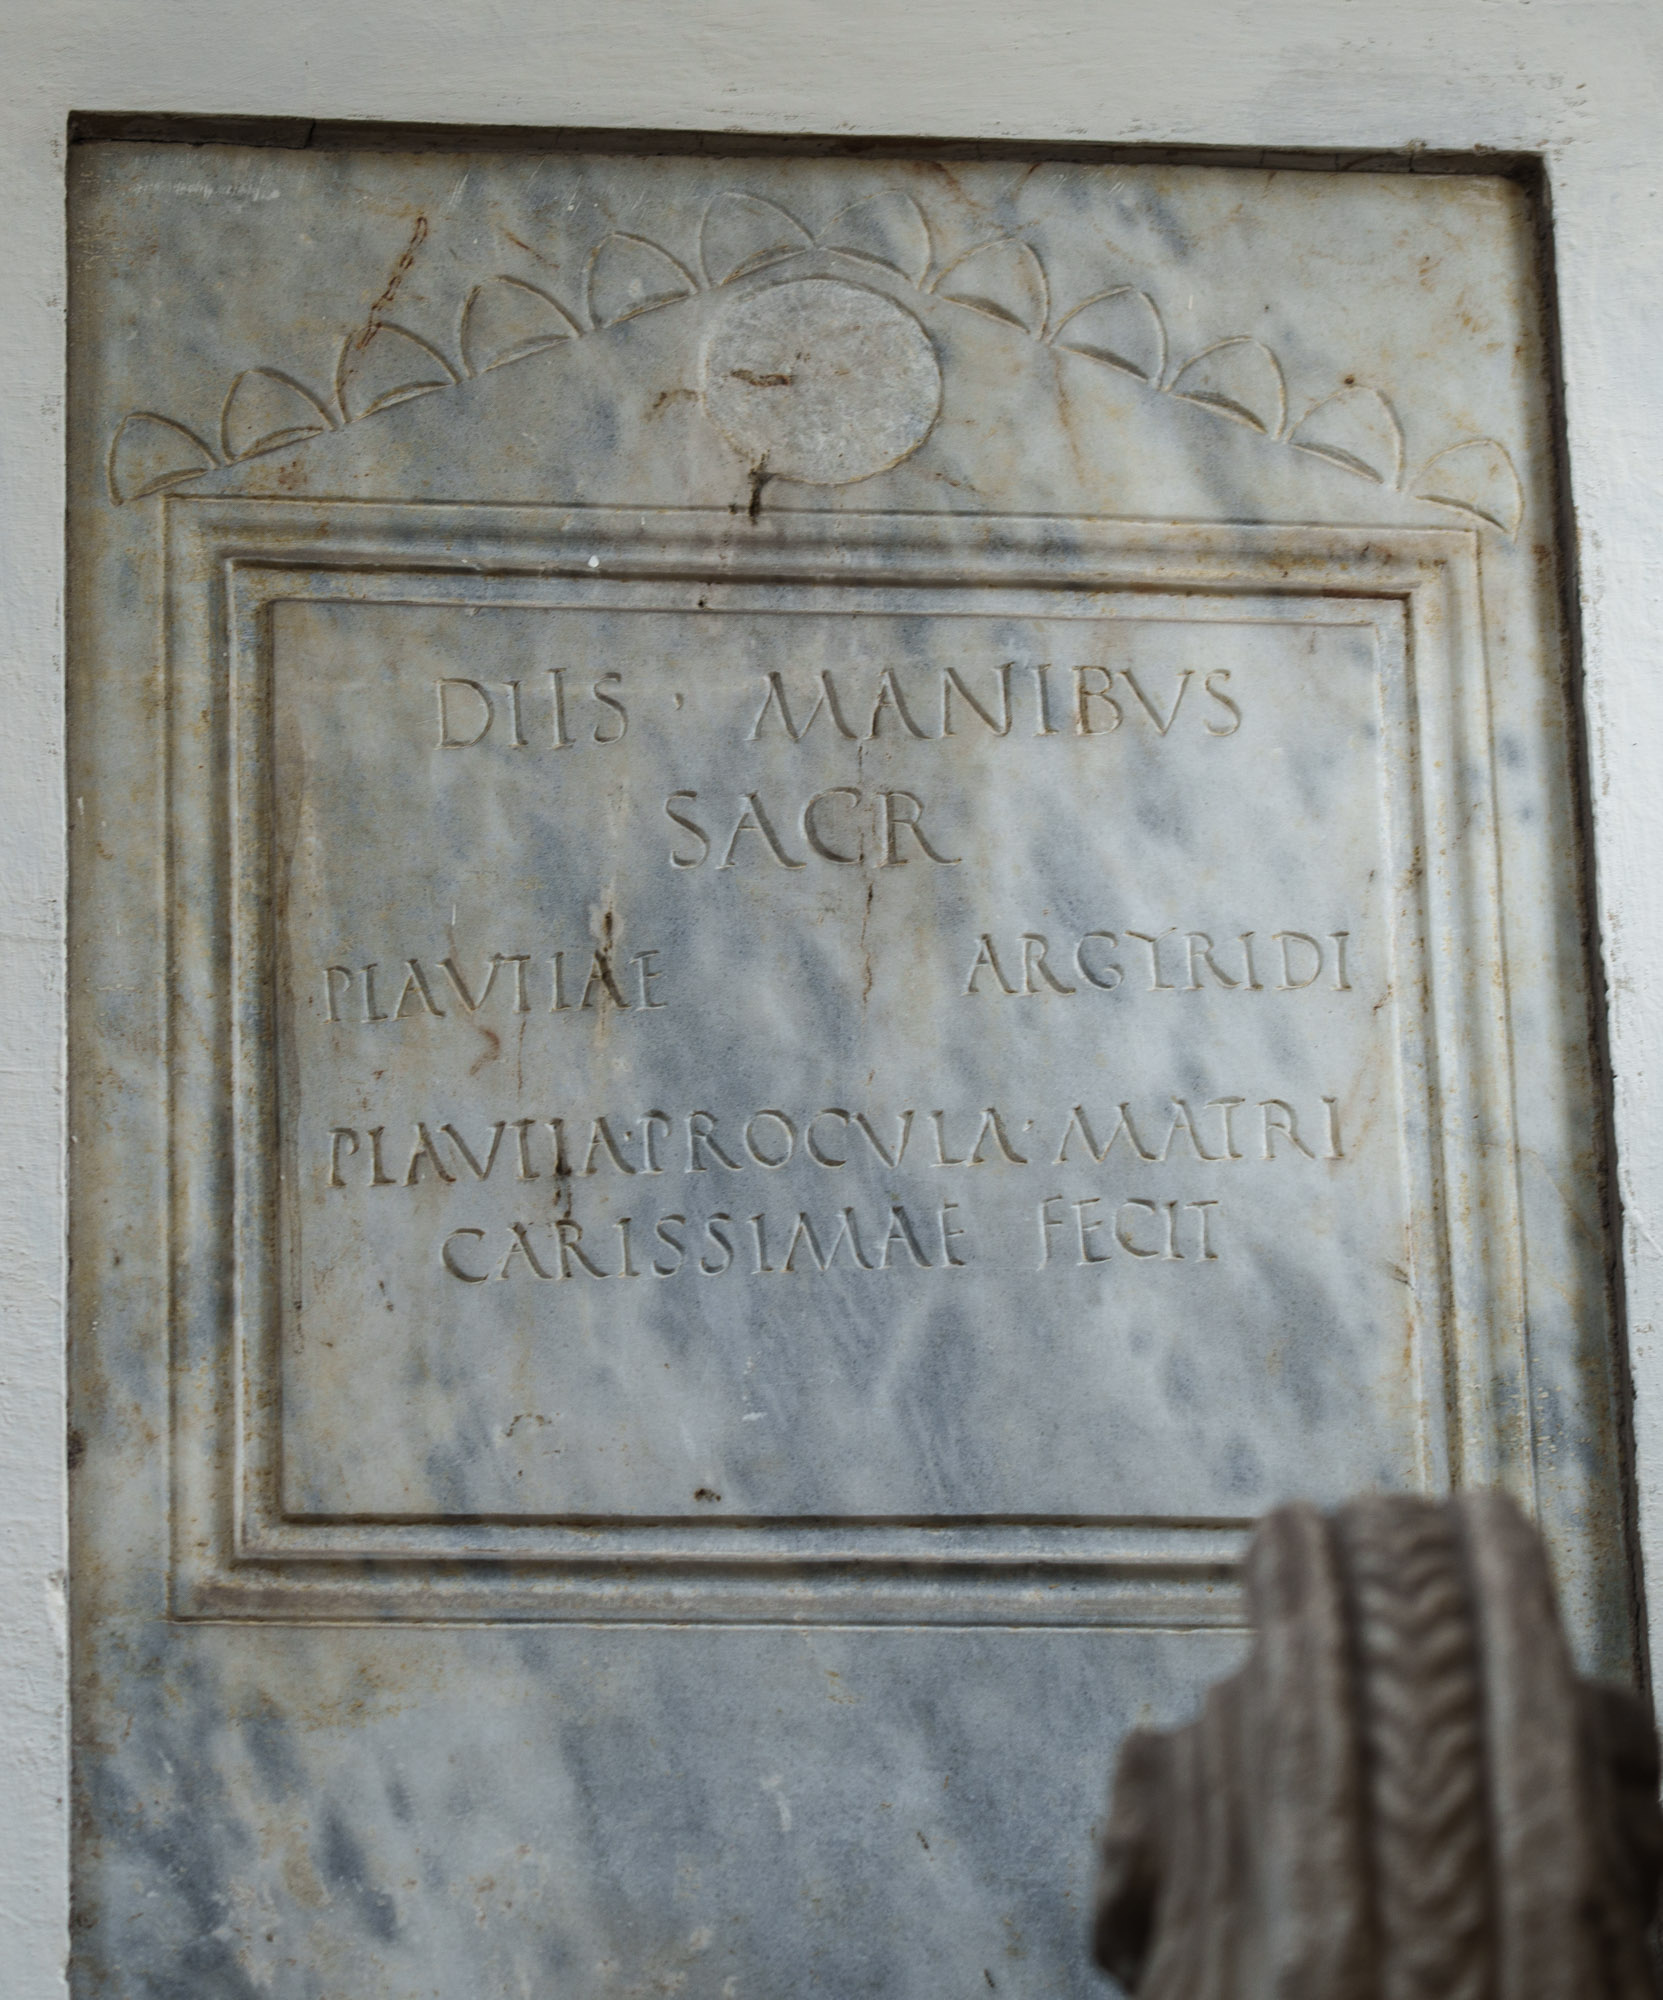 DIIS · MANIBVS
SACR
PLAVTIAE ARGYRIDI
PLAVTIA · PROCVLA · MATRI
CARISSIMAE FECIT